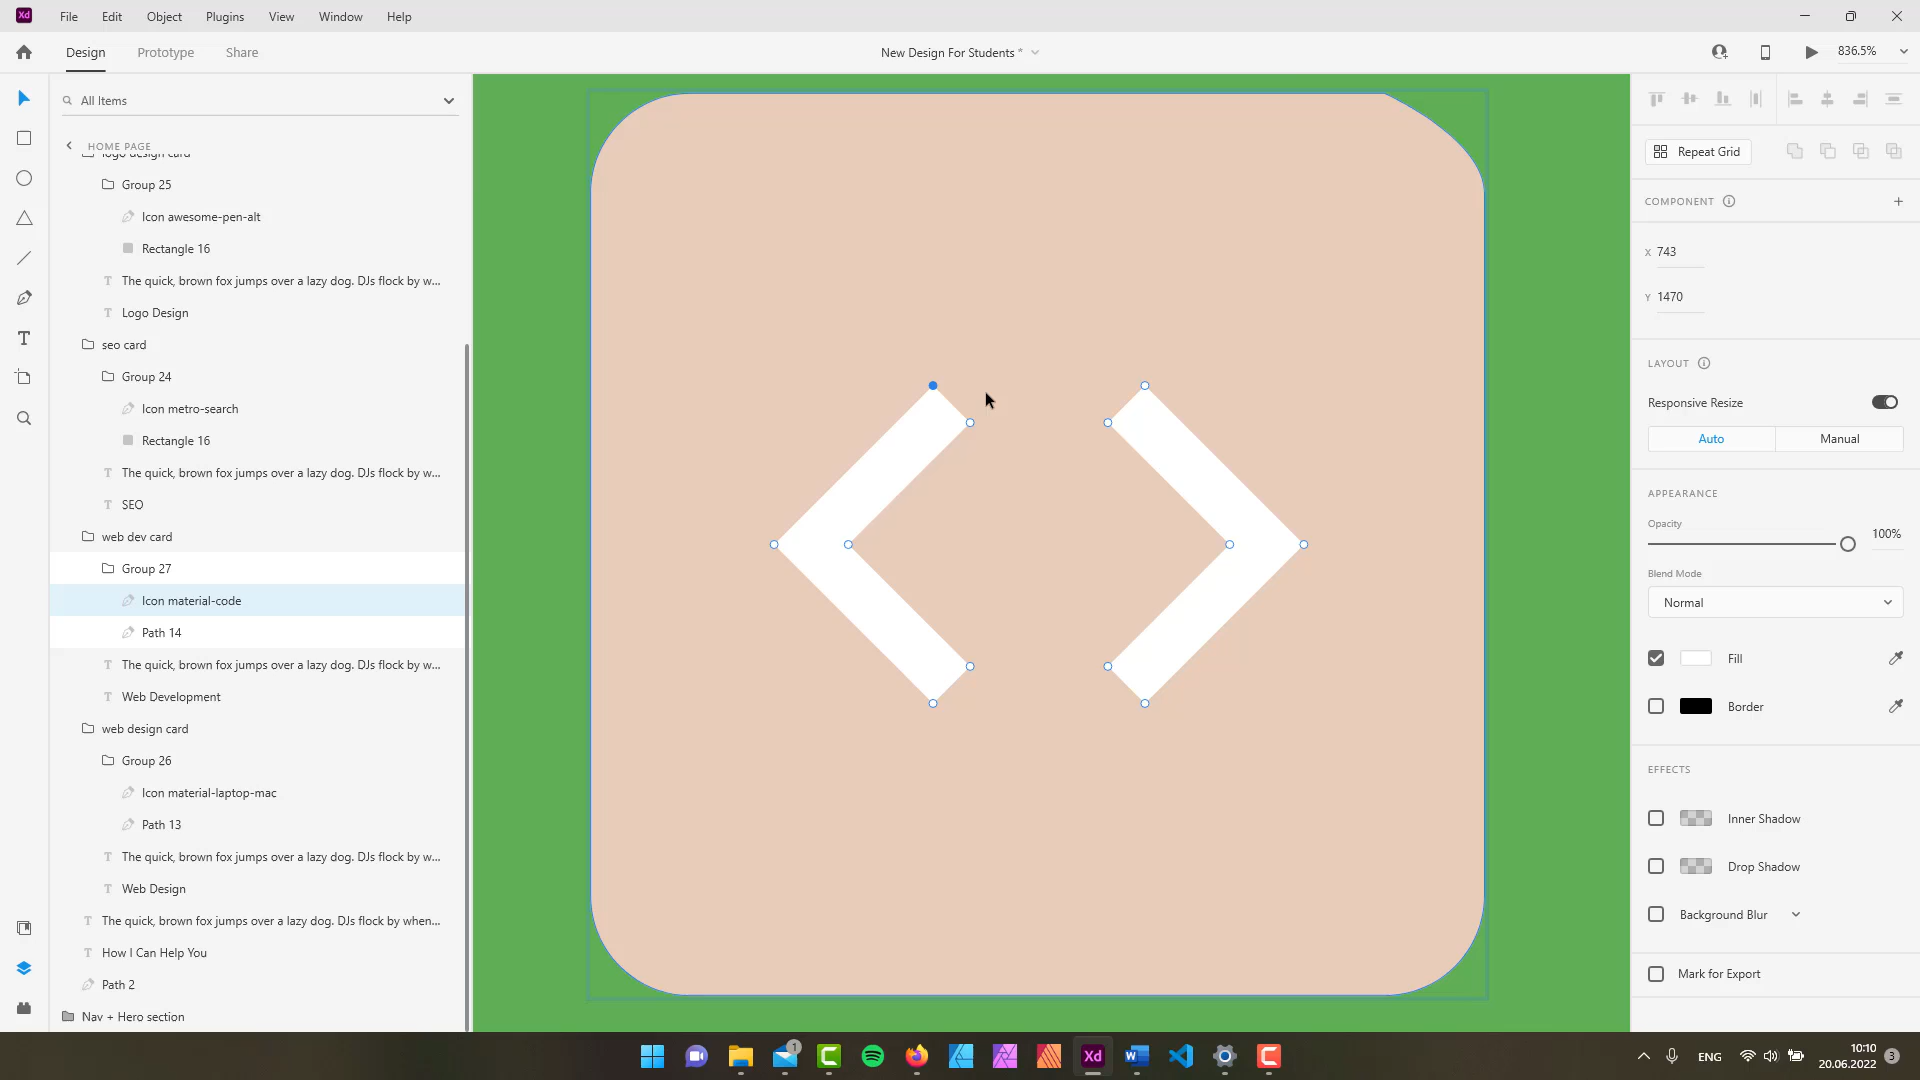 Xd File Edit Object Plugins View Window Help
Design Prototype Share New Design For Students * 836.5%
All Items
HOME PAGE
logo design card
Group 25
Icon awesome-pen-alt
Rectangle 16
The quick, brown fox jumps over a lazy dog. DJs flock by w...
Logo Design
seo card
Group 24
Icon metro-search
Rectangle 16
The quick, brown fox jumps over a lazy dog. DJs flock by w...
SEO
web dev card
Group 27
Icon material-code
Path 14
The quick, brown fox jumps over a lazy dog. DJs flock by w...
Web Development
web design card
Group 26
Icon material-laptop-mac
Path 13
The quick, brown fox jumps over a lazy dog. DJs flock by w...
Web Design
The quick, brown fox jumps over a lazy dog. DJs flock by when...
How I Can Help You
Path 2
Nav + Hero section
Repeat Grid
COMPONENT
X 743
Y 1470
LAYOUT
Responsive Resize
Auto Manual
APPEARANCE
Opacity
100%
Blend Mode
Normal
Fill
Border
EFFECTS
Inner Shadow
Drop Shadow
Background Blur
Mark for Export
1
Xd
W
ENG
10:10
20.06.2022
3